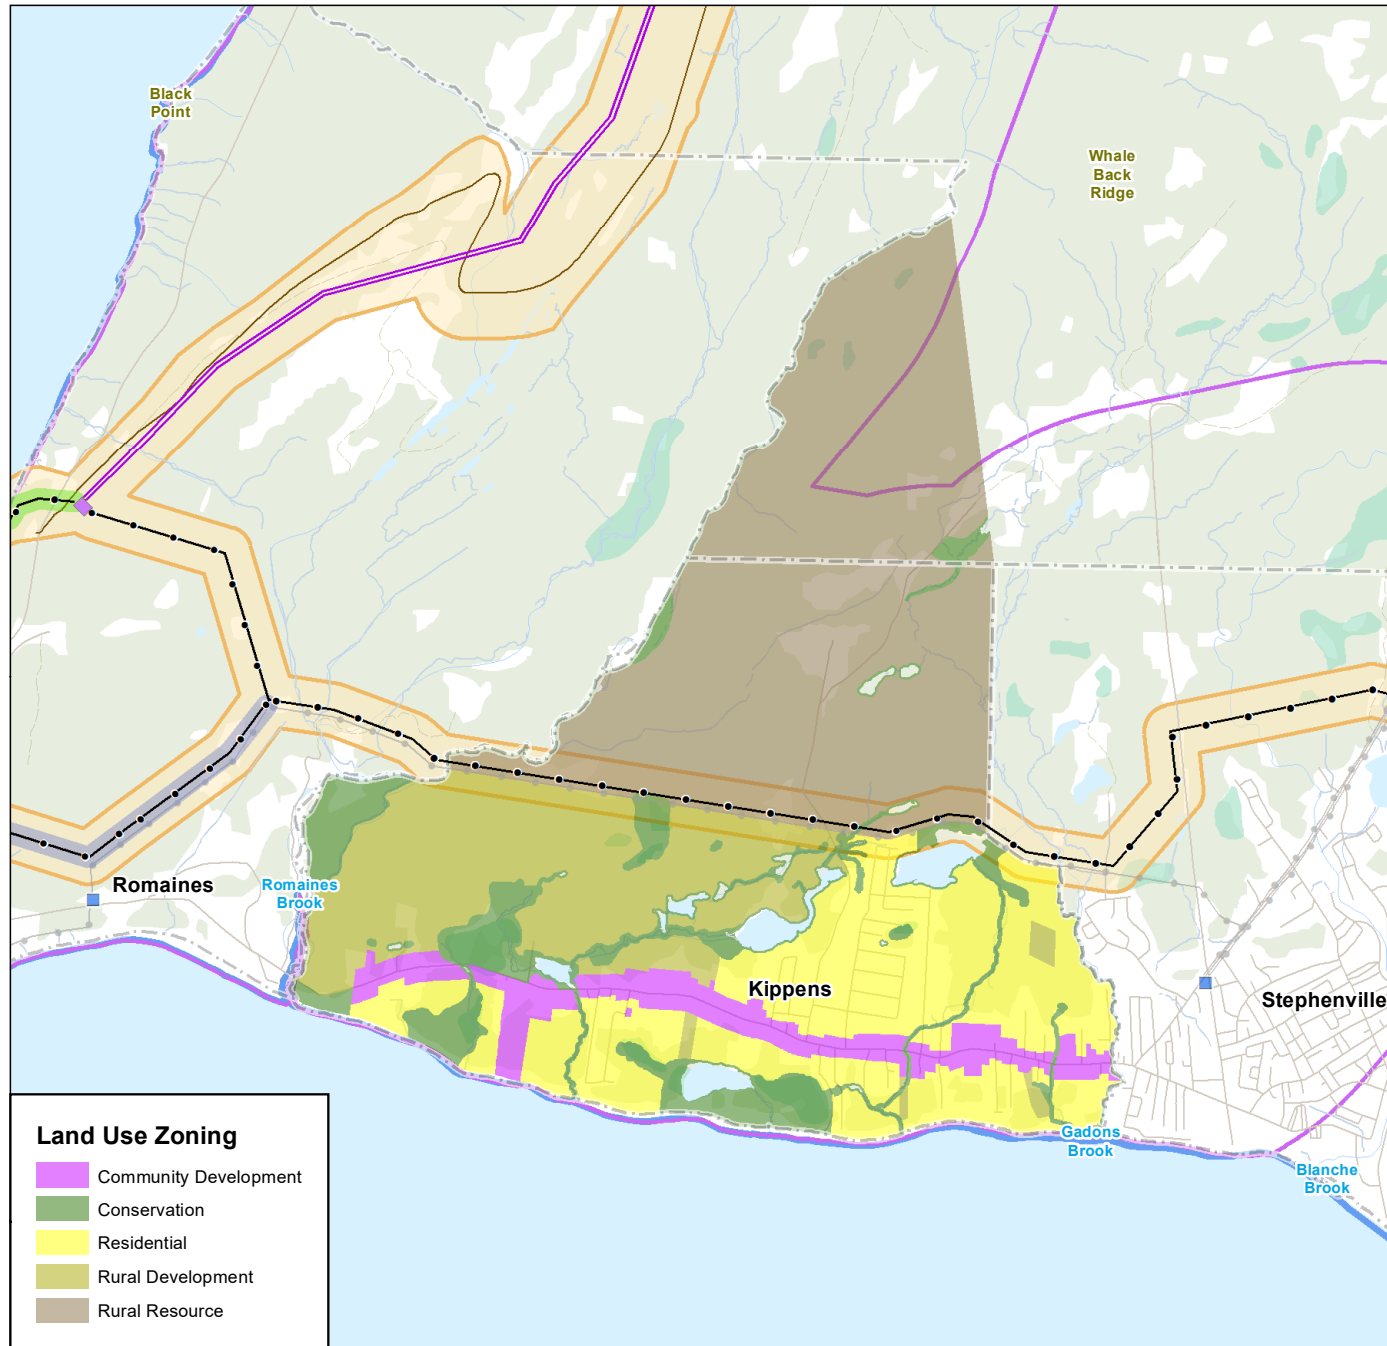 Black
Point
Whale
Back
Ridge
Romaines
Romaines
Brook
Kippens
Stephenville
Gadons
Brook
Blanche
Brook
Land Use Zoning
Community Development
Conservation
Residential
Rural Development
Rural Resource